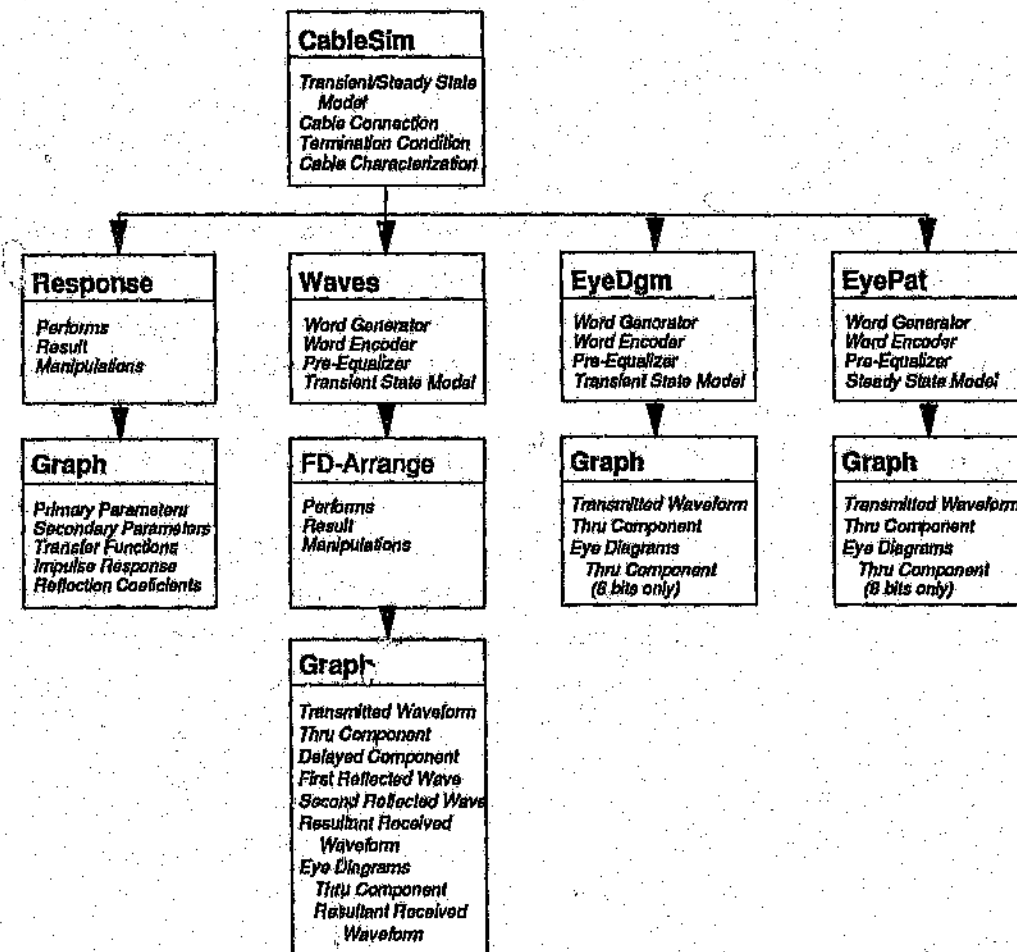 CableSim
Transient/Steady State
Model
Cable Connection
Termination Condition
Cable Characterization
Response
Performs
Result
Manipulations
Waves
Word Generator
Word Encoder
Pre-Equalizer
Transient State Model
EyeDgm
Word Generator
Word Encoder
Pre-Equalizer
Transient State Model
EyePat
Word Generator
Word Encoder
Pre-Equalizer
Steady State Model
Graph
Primary Parameters
Secondary Parameters
Transfer Functions
Impulse Response
Reflection Coeficients
FD-Arrange
Performs
Result
Manipulations
Graph
Transmitted Waveform
Thru Component
Eye Diagrams
Thru Component
(8 bits only)
Graph
Transmitted Waveform
Thru Component
Eye Diagrams
Thru Component
(8 bits only)
Graph
Transmitted Waveform
Thru Component
Delayed Component
First Reflected Wave
Second Reflected Wave
Resultant Received
Waveform
Eye Diagrams
Thru Component
Resultant Received
Waveform